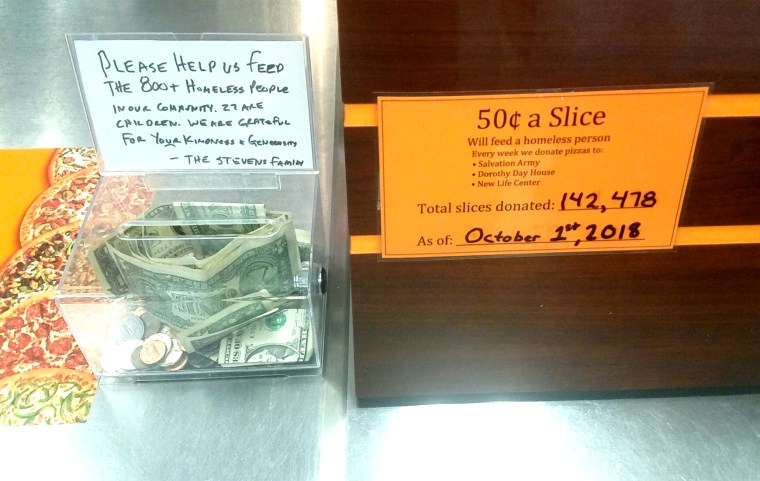 PLEASE HELP US FEED
THE 800+ HOMELESS PEOPLE
IN OUR COMMUNITY. 27 ARE
CHILDREN. WE ARE GRATEFUL
FOR YOUR KINDNESS & GENEROSITY
- THE STEVENS FAMILY
50¢ a Slice
Will feed a homeless person
Every week we donate pizzas to:
• Salvation Army
• Dorothy Day House
• New Life Center
Total slices donated: 142,478
As of: October 1st, 2018